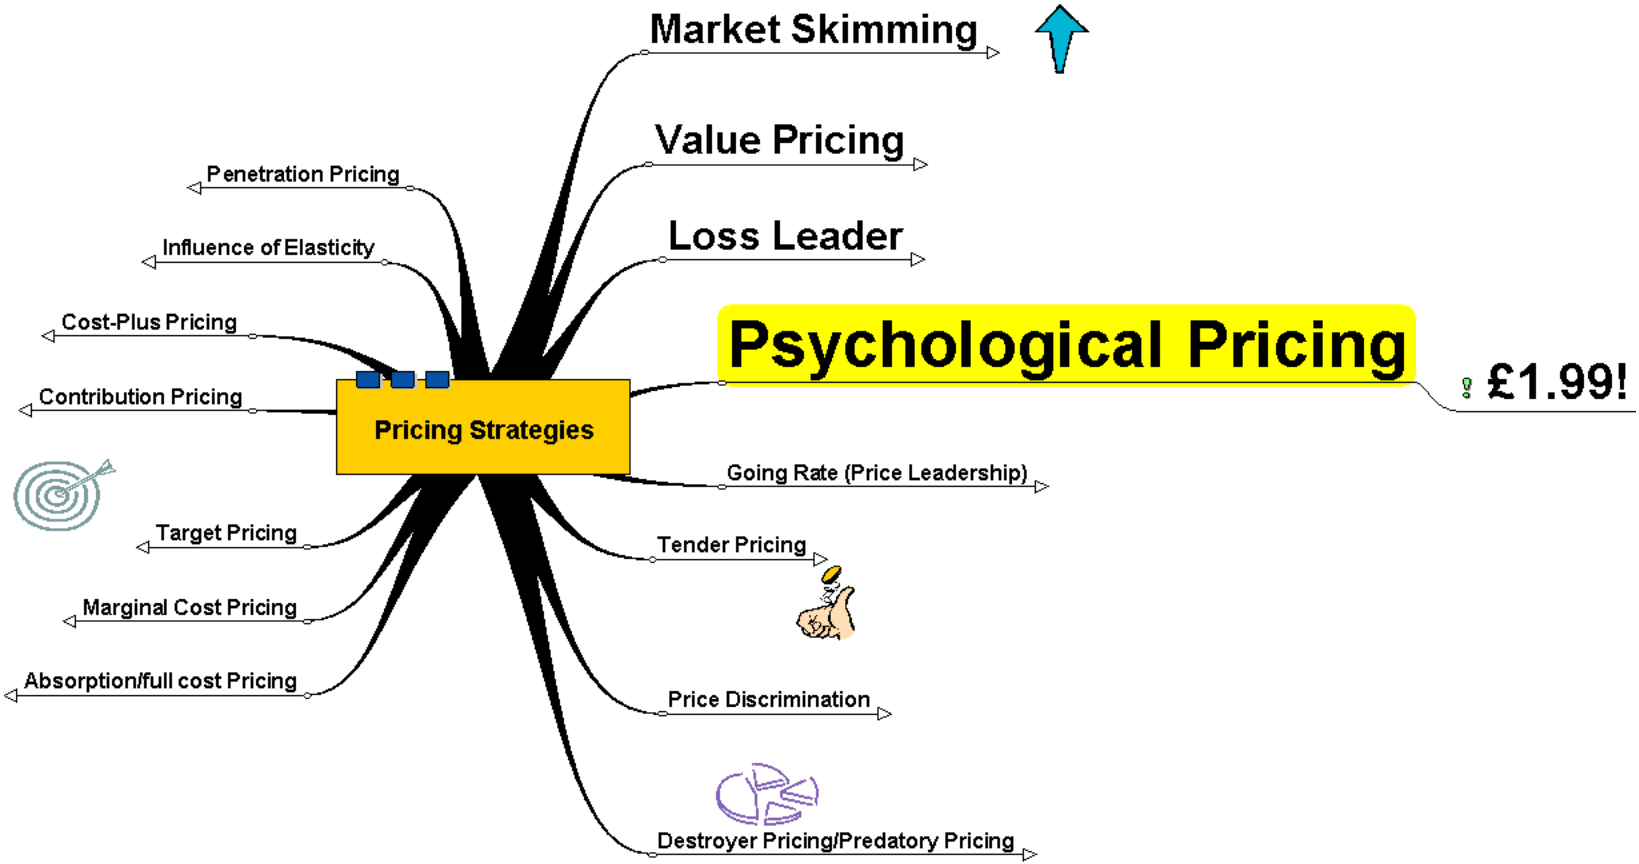 Market Skimming
Value Pricing
Penetration Pricing
Loss Leader
Influence of Elasticity
Cost-Plus Pricing
Psychological Pricing
£1.99!
Contribution Pricing
Pricing Strategies
Going Rate (Price Leadership)
Target Pricing
Tender Pricing
Marginal Cost Pricing
Absorption/full cost Pricing
Price Discrimination
Destroyer Pricing/Predatory Pricing